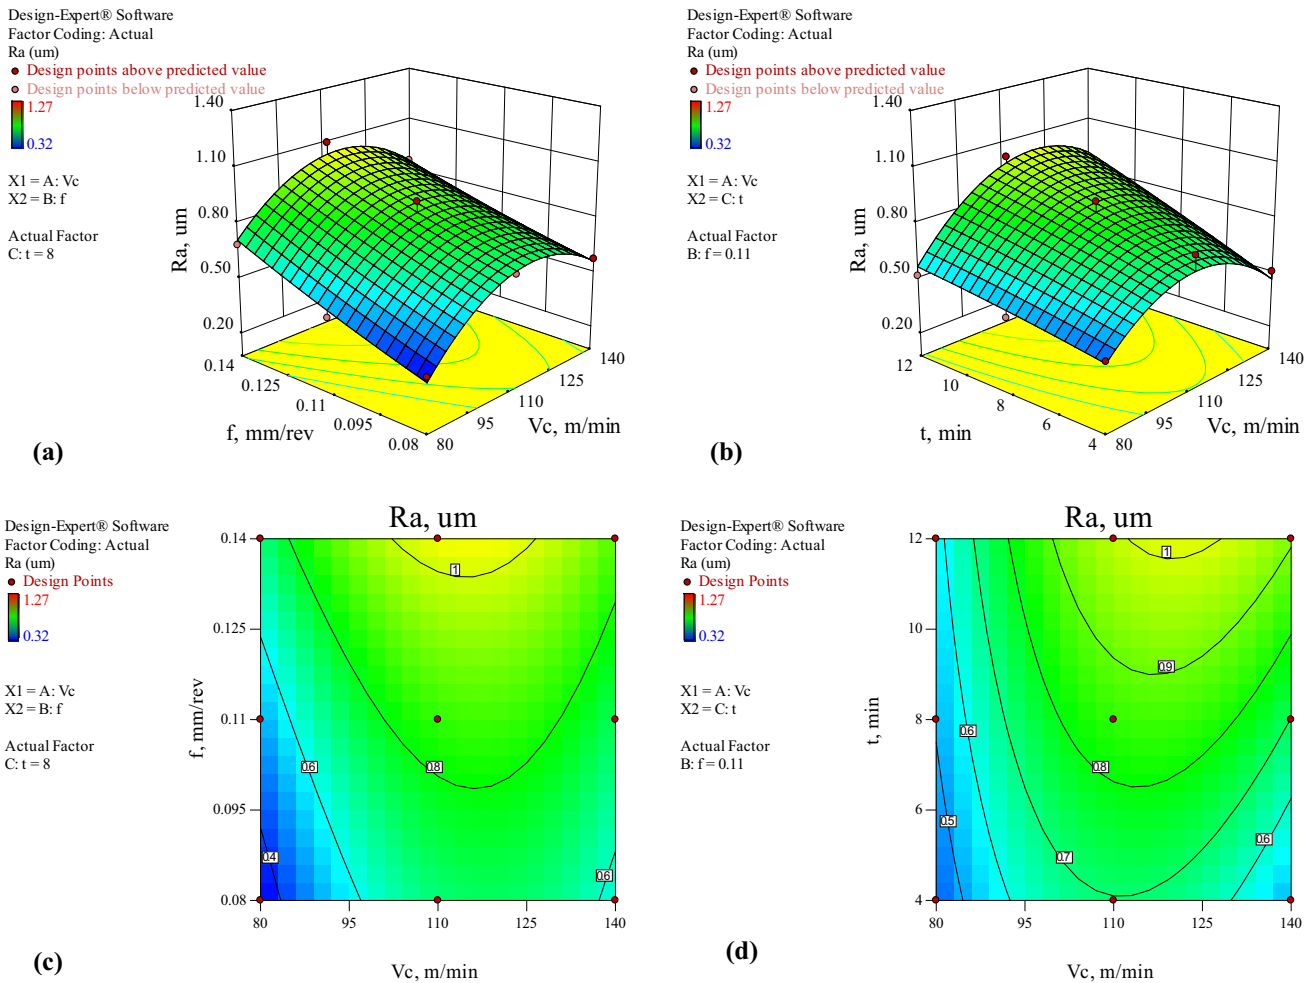 Design-Expert® Software
Factor Coding: Actual
Ra (um)
Design points above predicted value
Design points below predicted value
1.27
0.32
X1 = A: Vc
X2 = B: f
Actual Factor
C: t = 8
1.40
1.10
0.80
0.50
0.20
Ra, um
0.14
0.125
0.11
0.095
0.08
f, mm/rev
80
95
110
125
140
Vc, m/min
(a)
Design-Expert® Software
Factor Coding: Actual
Ra (um)
Design points above predicted value
Design points below predicted value
1.27
0.32
X1 = A: Vc
X2 = C: t
Actual Factor
B: f = 0.11
1.40
1.10
0.80
0.50
0.20
Ra, um
12
10
8
6
4
t, min
80
95
110
125
140
Vc, m/min
(b)
Design-Expert® Software
Factor Coding: Actual
Ra (um)
Design Points
1.27
0.32
X1 = A: Vc
X2 = B: f
Actual Factor
C: t = 8
Ra, um
0.14
0.125
0.11
0.095
0.08
f, mm/rev
1
0.8
0.6
0.4
0.6
80
95
110
125
140
Vc, m/min
(c)
Design-Expert® Software
Factor Coding: Actual
Ra (um)
Design Points
1.27
0.32
X1 = A: Vc
X2 = C: t
Actual Factor
B: f = 0.11
Ra, um
12
10
8
6
4
t, min
1
0.9
0.6
0.8
0.5
0.7
0.6
80
95
110
125
140
Vc, m/min
(d)